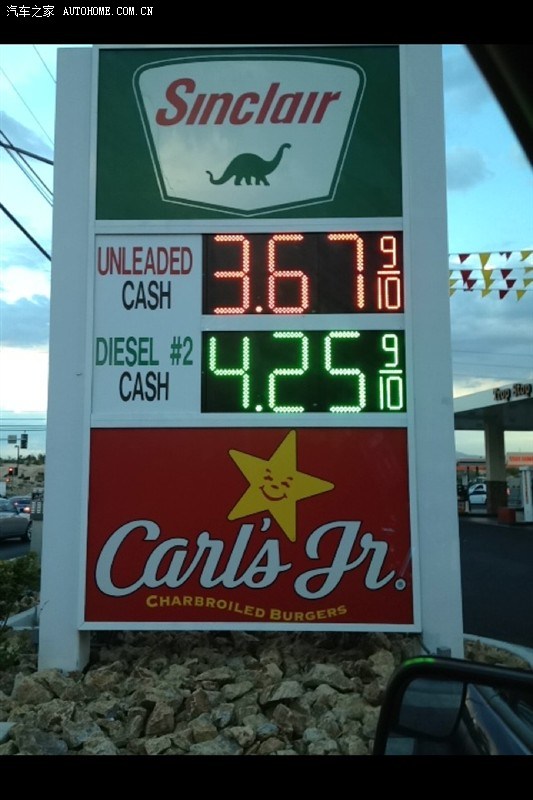 汽车之家 AUTOHOME.COM.CN
Sinclair
UNLEADED
CASH
3.67 9/10
DIESEL #2
CASH
4.25 9/10
Carl's Jr.®
CHARBROILED BURGERS